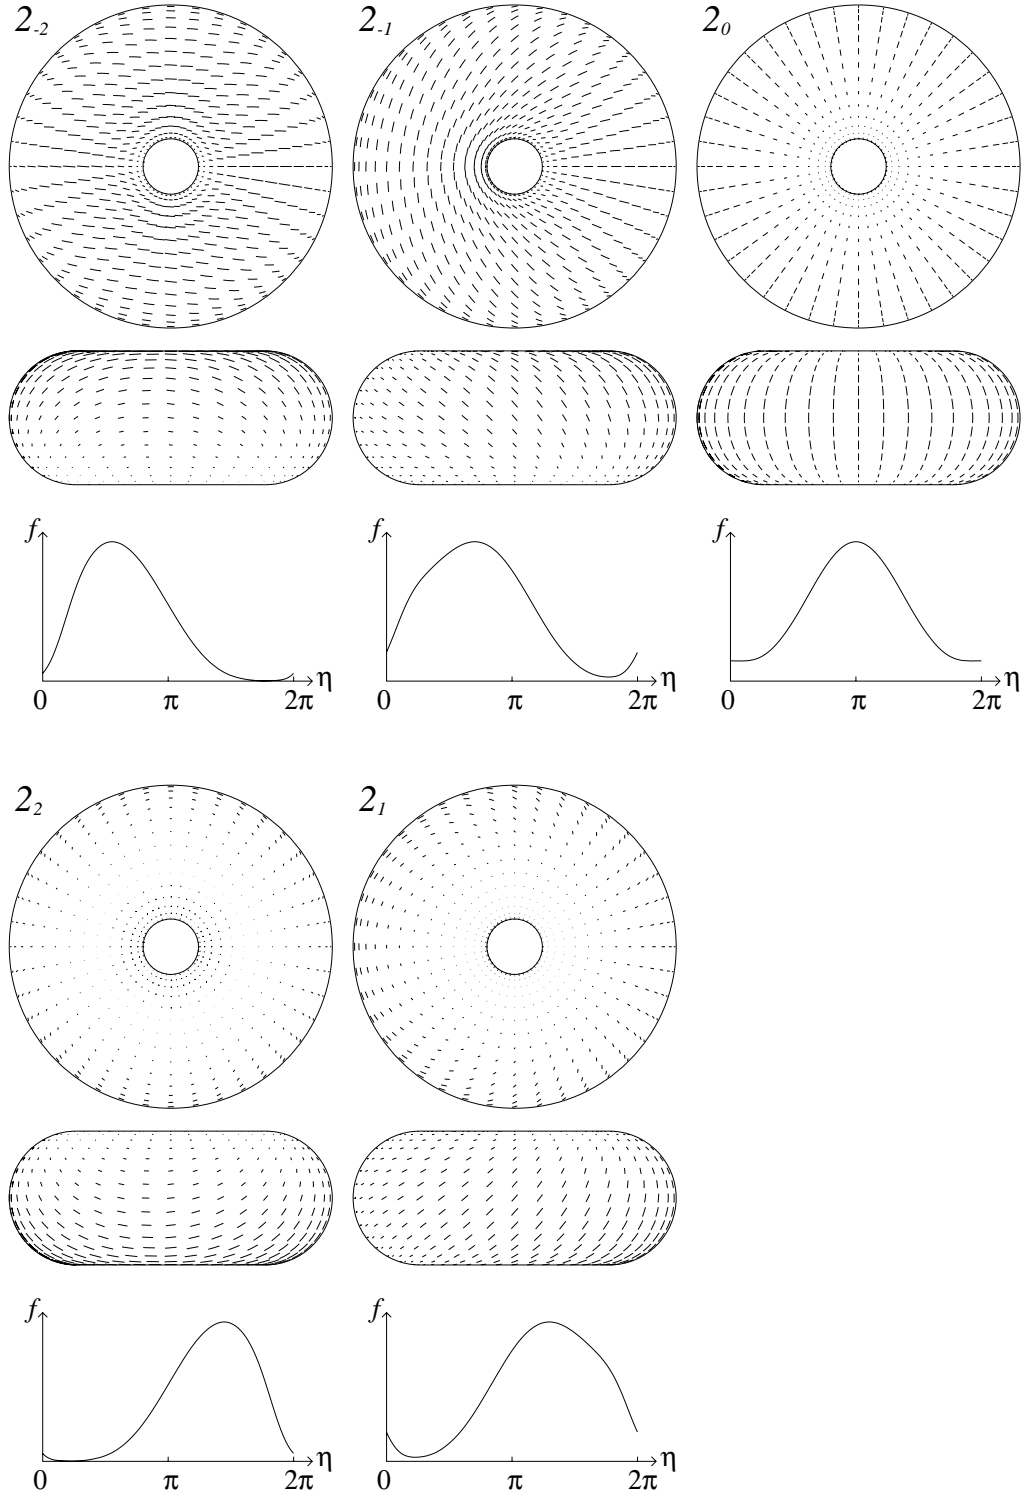 2₋₂ 2₋₁ 2₀
f f f
0 π 2π η 0 π 2π η 0 π 2π η
2₂ 2₁
f f
0 π 2π η 0 π 2π η